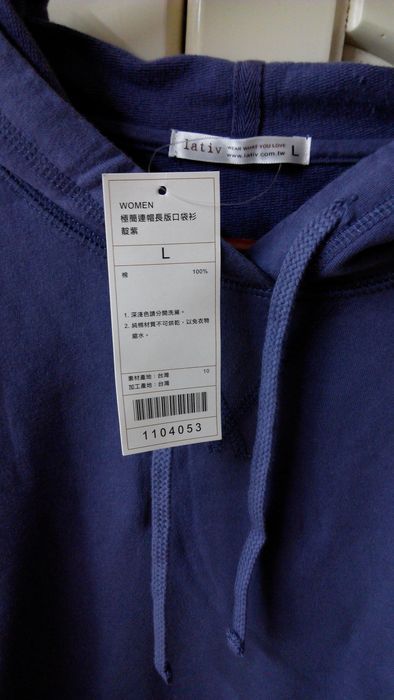 lativ WEAR WHAT YOU LOVE
www.lativ.com.tw L
WOMEN
極簡連帽長版口袋衫
靛紫
L
棉 100%
1. 深淺色請分開洗滌。
2. 純棉材質不可烘乾，以免衣物
縮水。
素材產地：台灣 10
加工產地：台灣
1104053